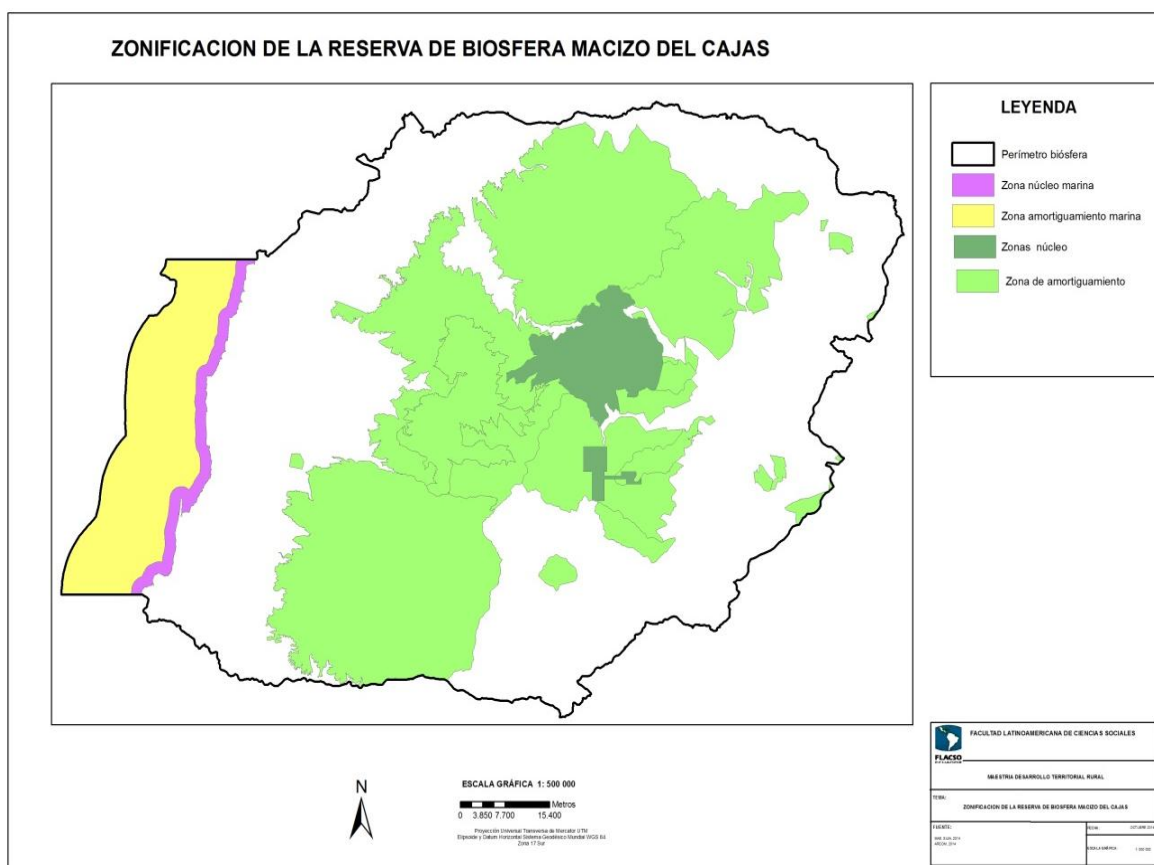 ZONIFICACION DE LA RESERVA DE BIOSFERA MACIZO DEL CAJAS
LEYENDA
Perímetro biósfera
Zona núcleo marina
Zona amortiguamiento marina
Zonas núcleo
Zona de amortiguamiento
N
ESCALA GRÁFICA 1: 500 000
Metros
0 3.850 7.700 15.400
Proyección Universal Transversa de Mercator UTM
Elipsoide y Datum Horizontal Sistema Geodésico Mundial WGS 84
Zona 17 Sur
FLACSO
FACULTAD LATINOAMERICANA DE CIENCIAS SOCIALES
MAESTRIA DESARROLLO TERRITORIAL RURAL
TEMA:
ZONIFICACION DE LA RESERVA DE BIOSFERA MACIZO DEL CAJAS
FUENTE:
FECHA:
ESCALA GRÁFICA: